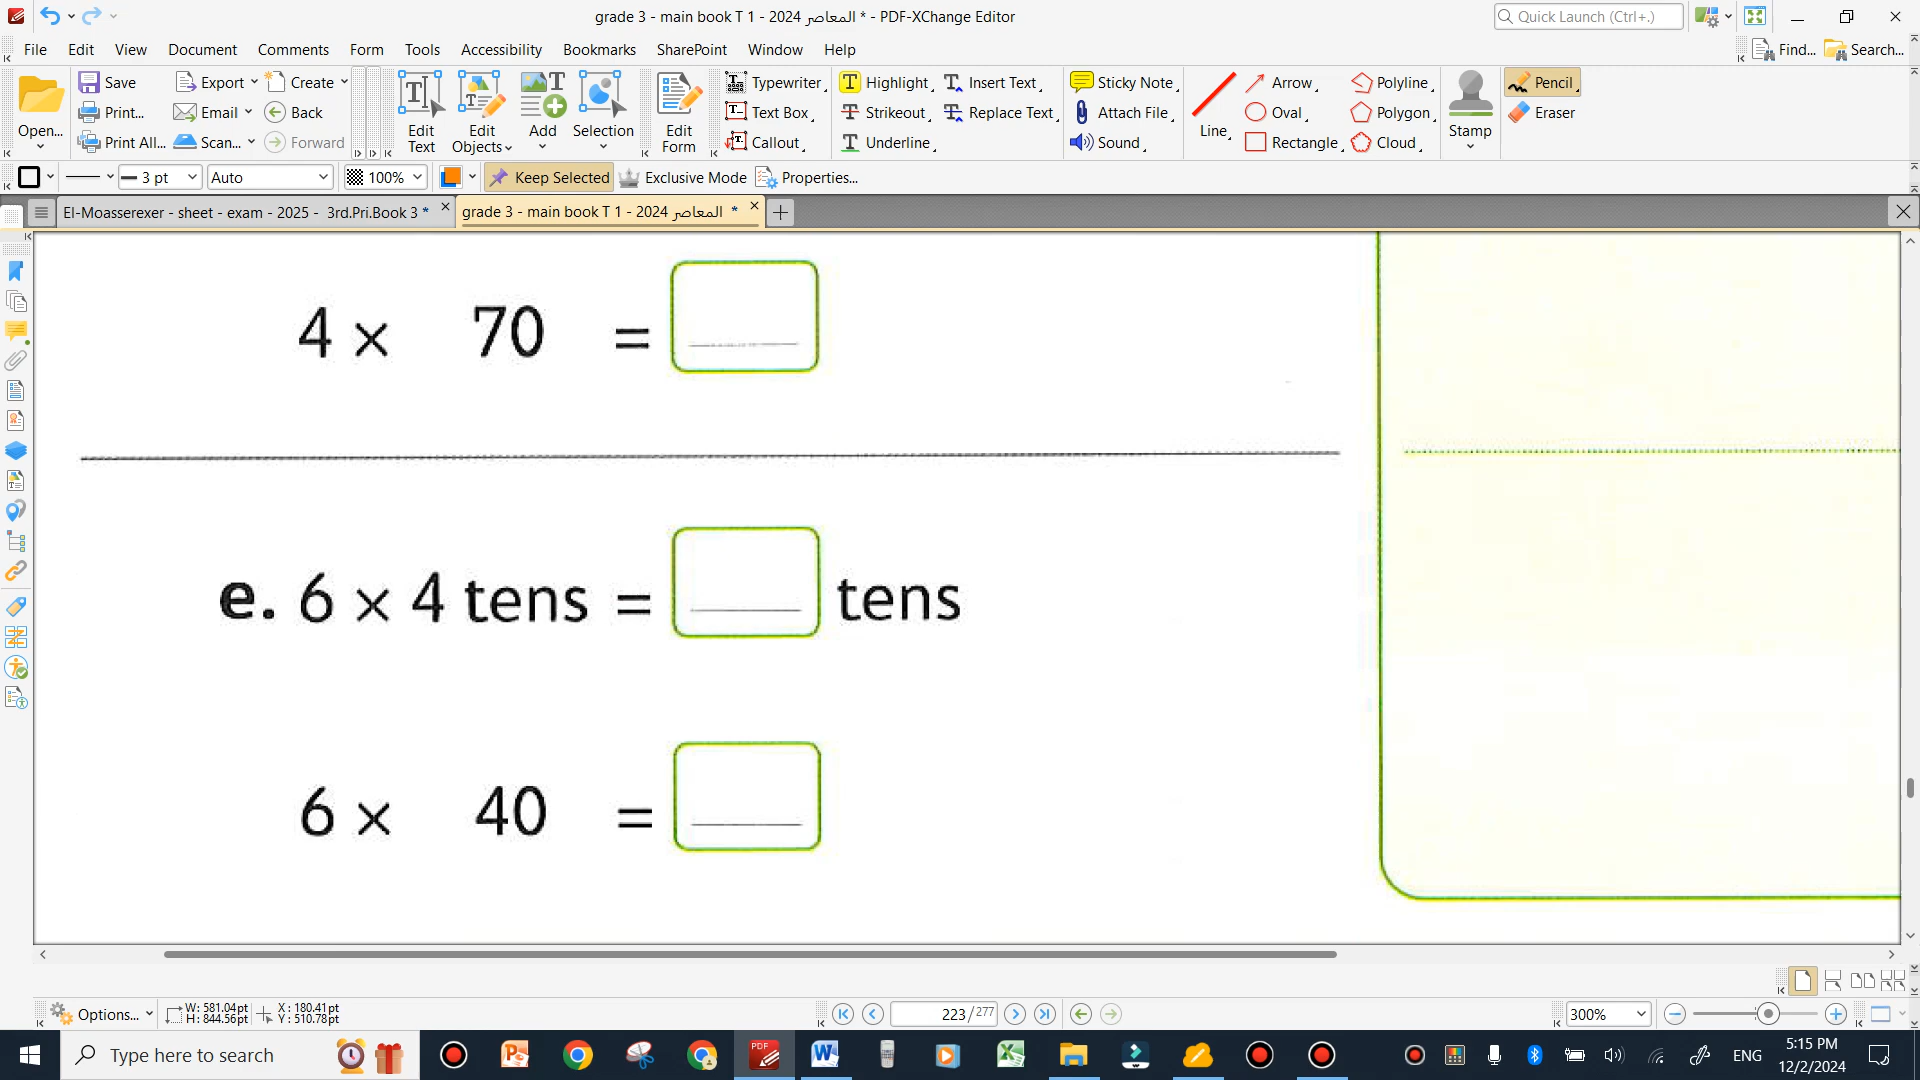 grade 3 - main book T 1 - 2024 المعاصر * - PDF-XChange Editor
Quick Launch (Ctrl+.)
File Edit View Document Comments Form Tools Accessibility Bookmarks SharePoint Window Help
Find... Search...
Open...
Save Export Create
Print... Email Back
Print All... Scan... Forward
Edit Text
Edit Objects
Add
Selection
Edit Form
Typewriter Highlight Insert Text Sticky Note
Text Box Strikeout Replace Text Attach File
Callout Underline Sound
Line
Arrow Polyline
Oval Polygon
Rectangle Cloud
Stamp
Pencil
Eraser
3 pt Auto 100% Keep Selected Exclusive Mode Properties...
El-Moasserexer - sheet - exam - 2025 - 3rd.Pri.Book 3 *
grade 3 - main book T 1 - 2024 المعاصر *
4 × 70 =
e. 6 × 4 tens = tens
6 × 40 =
Options...
W: 581.04pt
H: 844.56pt
X : 180.41pt
Y : 510.78pt
223 / 277
300%
Type here to search
ENG
5:15 PM
12/2/2024